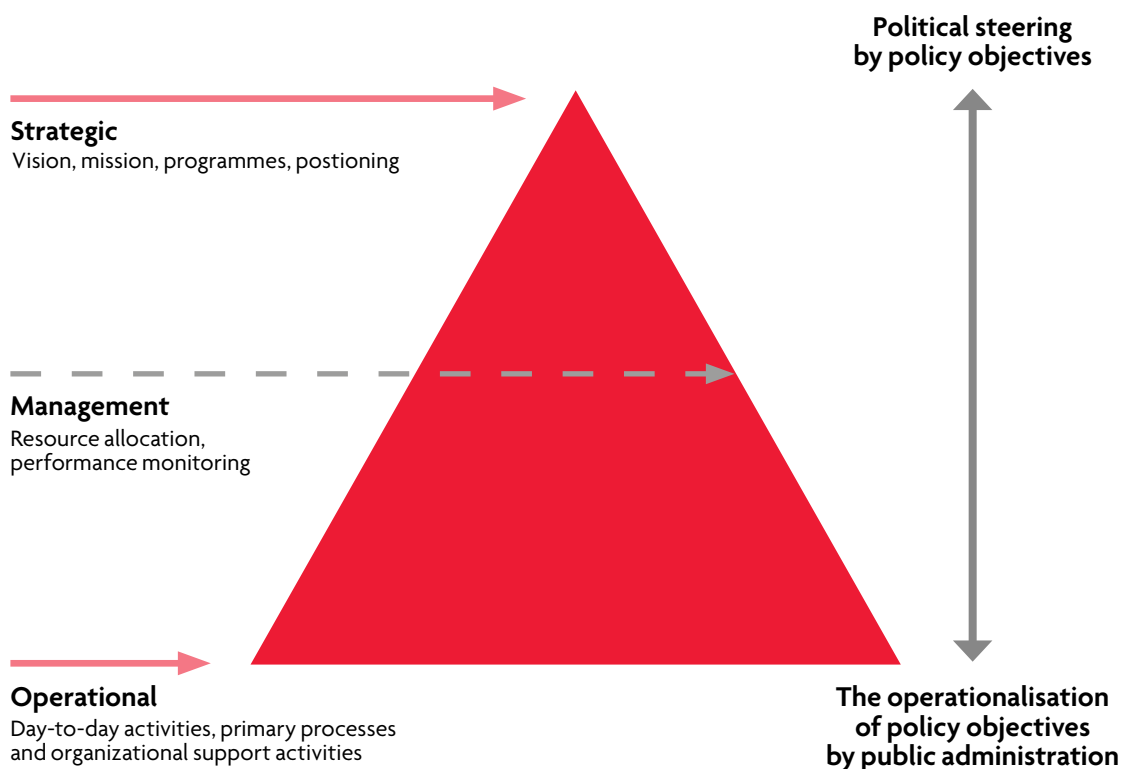 Political steering
by policy objectives
Strategic
Vision, mission, programmes, postioning
Management
Resource allocation,
performance monitoring
Operational
Day-to-day activities, primary processes
and organizational support activities
The operationalisation
of policy objectives
by public administration